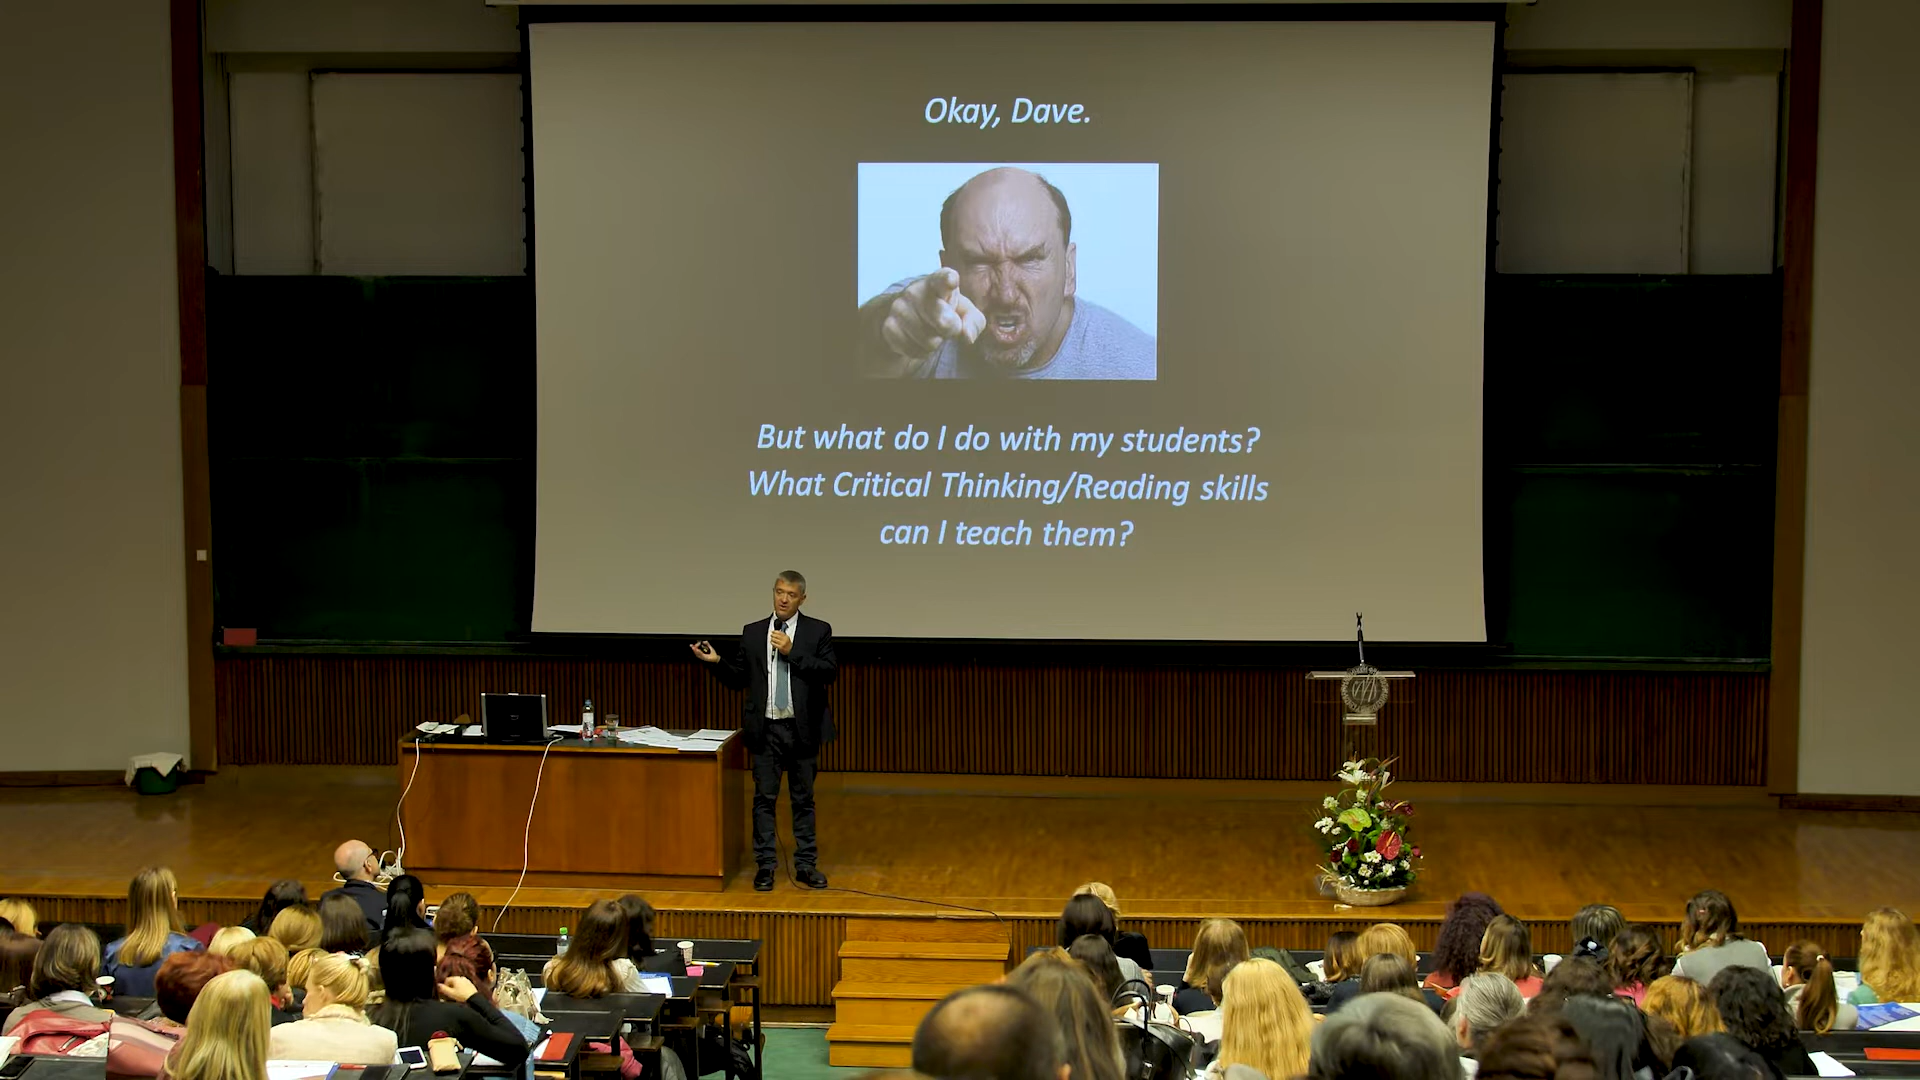 Okay, Dave.
But what do I do with my students?
What Critical Thinking/Reading skills
can I teach them?